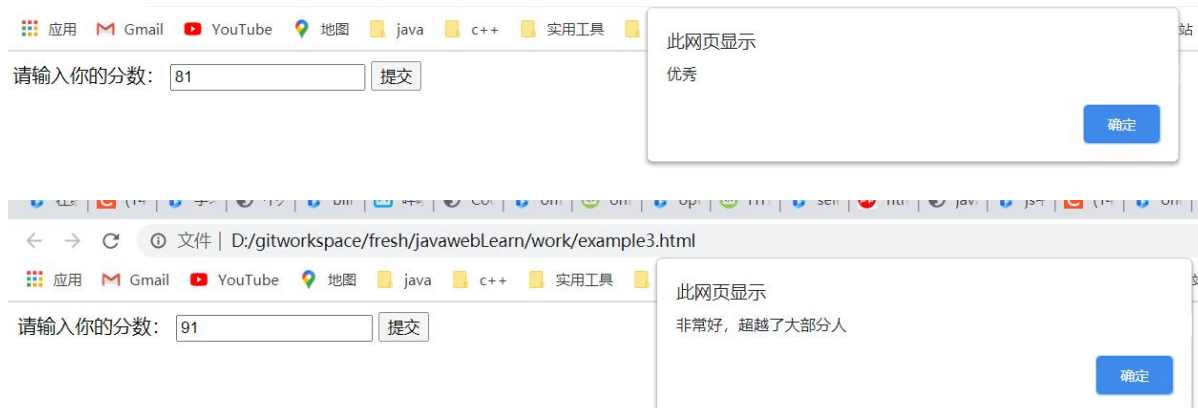 应用 Gmail YouTube 地图 java c++ 实用工具 站
此网页显示
优秀
请输入你的分数： 81 提交
确定
文件 | D:/gitworkspace/fresh/javawebLearn/work/example3.html
应用 Gmail YouTube 地图 java c++ 实用工具
此网页显示
非常好，超越了大部分人
请输入你的分数： 91 提交
确定